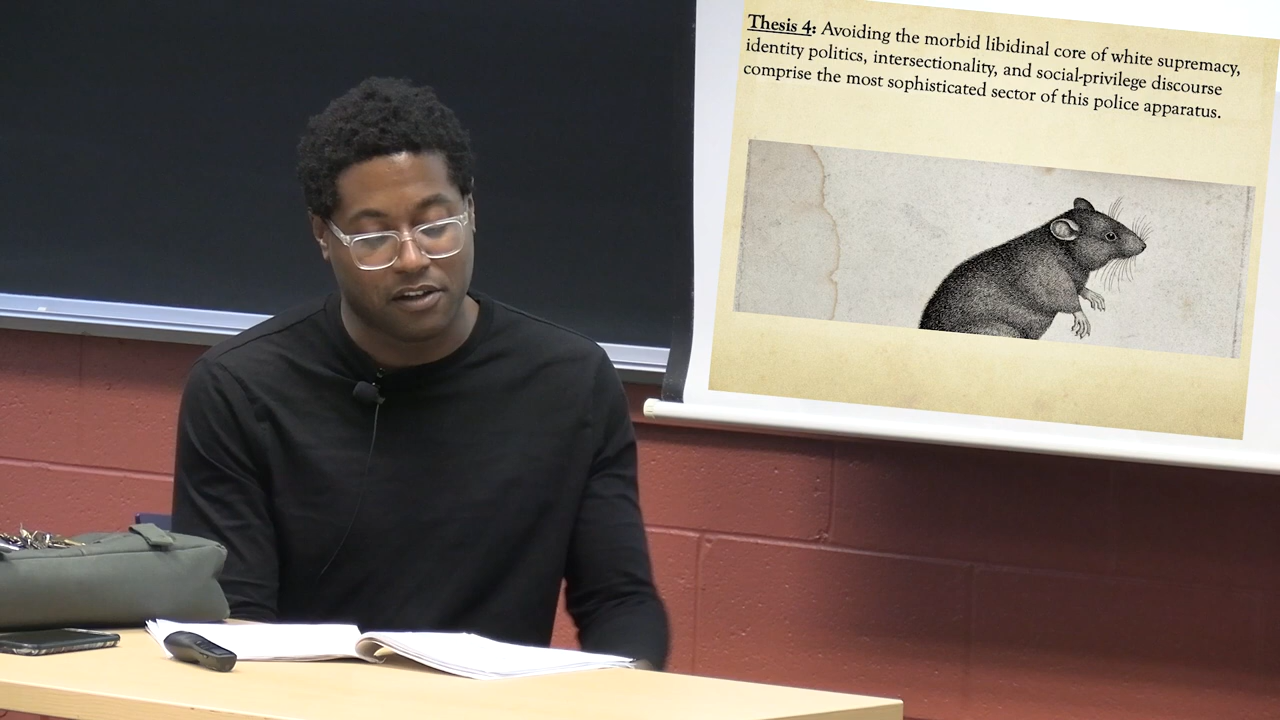 Thesis 4: Avoiding the morbid libidinal core of white supremacy,
identity politics, intersectionality, and social-privilege discourse
comprise the most sophisticated sector of this police apparatus.